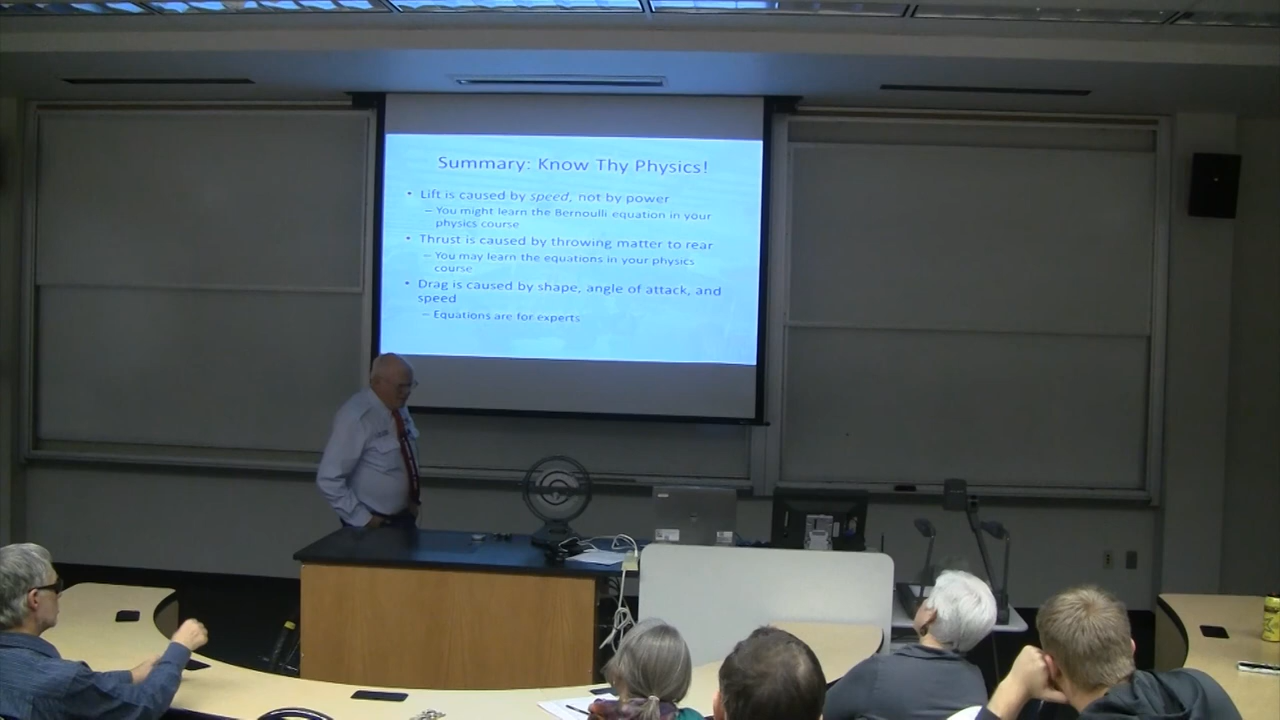 Summary: Know Thy Physics!
• Lift is caused by speed, not by power
– You might learn the Bernoulli equation in your
physics course
• Thrust is caused by throwing matter to rear
– You may learn the equations in your physics
course
• Drag is caused by shape, angle of attack, and
speed
– Equations are for experts